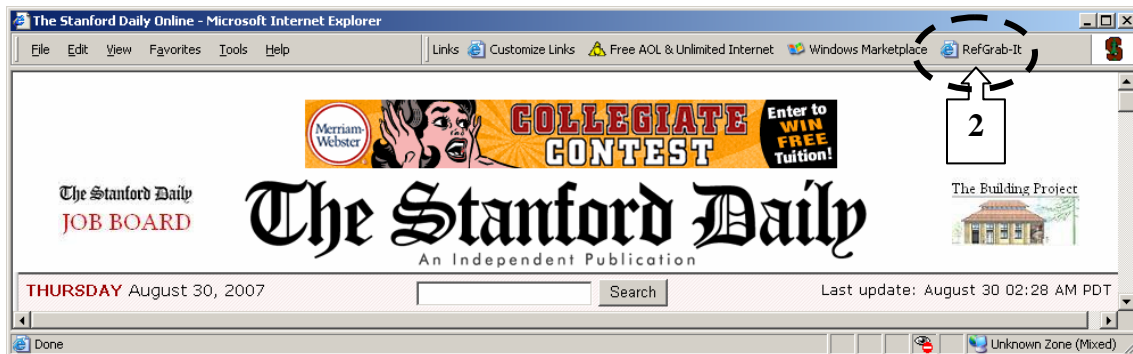 The Stanford Daily Online - Microsoft Internet Explorer
File Edit View Favorites Tools Help Links Customize Links Free AOL & Unlimited Internet Windows Marketplace RefGrab-It
2
Merriam-
Webster
COLLEGIATE
CONTEST
Enter to
WIN
FREE
Tuition!
The Stanford Daily
JOB BOARD
The Stanford Daily
An Independent Publication
The Building Project
THURSDAY August 30, 2007 Search Last update: August 30 02:28 AM PDT
Done Unknown Zone (Mixed)